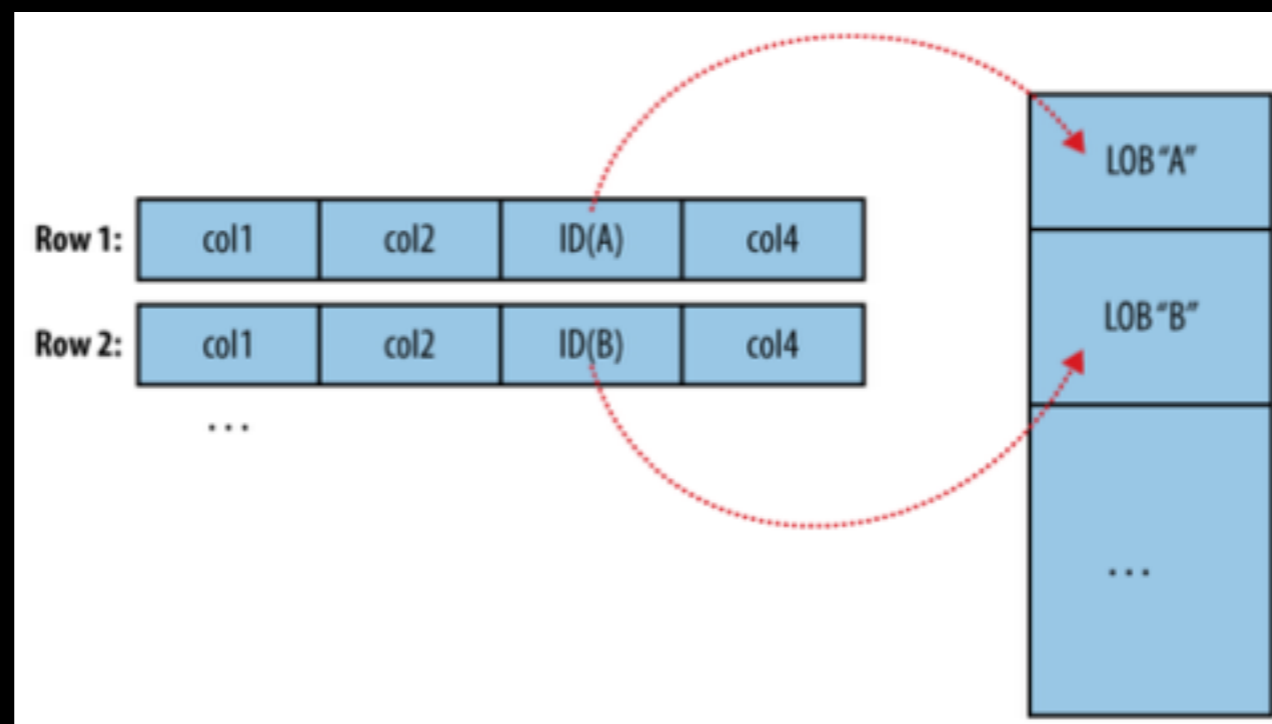 LOB “A”
Row 1: col1 col2 ID(A) col4
LOB “B”
Row 2: col1 col2 ID(B) col4
...
...